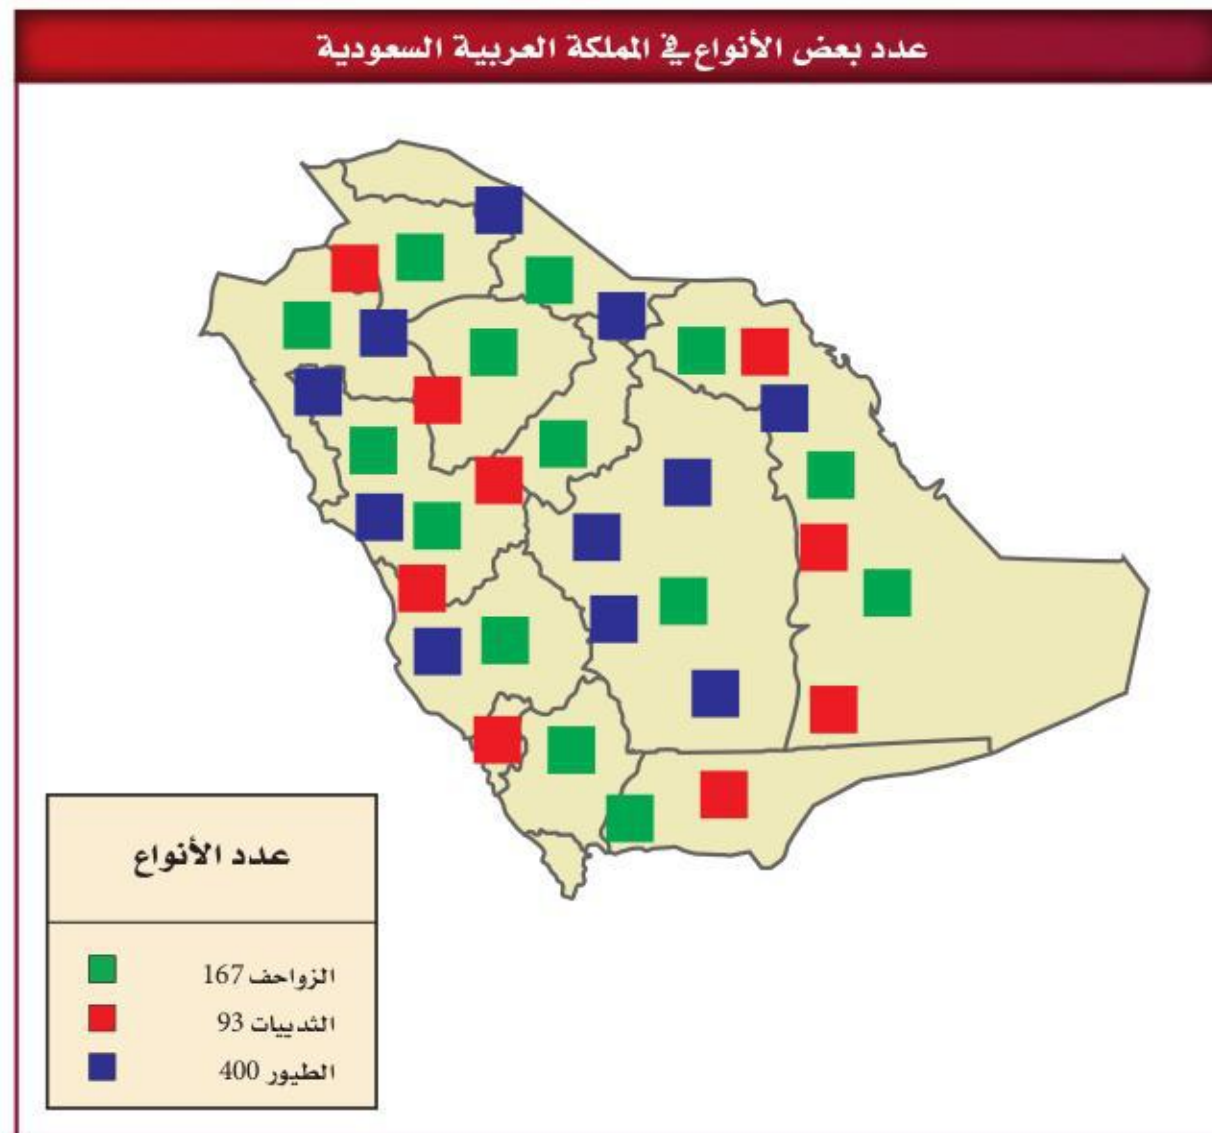 عدد بعض الأنواع في المملكة العربية السعودية
عدد الأنواع
الزواحف 167
الثدييات 93
الطيور 400